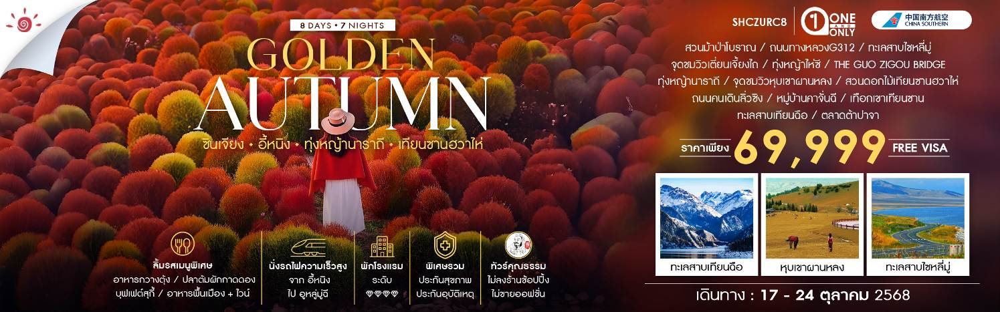 8 DAYS • 7 NIGHTS
GOLDEN
AUTUMN
ซินเจียง • อี้หนิง • ทุ่งหญ้านาราถี • เทียนซานฮวาไห่
ลิ้มรสเมนูพิเศษ
อาหารกวางตุ้ง / ปลาต้มผักกาดดอง
บุฟเฟต์สุกี้ / อาหารพื้นเมือง + ไวน์
นั่งรถไฟความเร็วสูง
จาก อี้หนิง
ไป อูหลู่มู่ฉี
พักโรงแรม
ระดับ
พิเศษรวม
ประกันสุขภาพ
ประกันอุบัติเหตุ
ทัวร์คุณธรรม
ไม่ลงร้านช้อปปิ้ง
ไม่ขายออฟชั่น
SHCZURC8
1 ONE
AND
ONLY
中国南方航空
CHINA SOUTHERN
สวนม้าป่าโบราณ / ถนนทางหลวงG312 / ทะเลสาบไซหลี่มู่
จุดชมวิวเตี่ยนเจี้ยงไถ / ทุ่งหญ้าไห่ซี / THE GUO ZIGOU BRIDGE
ทุ่งหญ้านาราถี / จุดชมวิวหุบเขาผานหลง / สวนดอกไม้เทียนซานฮวาไห่
ถนนคนเดินลิ่วซิง / หมู่บ้านคาจั่นฉี / เทือกเขาเทียนซาน
ทะเลสาบเทียนฉือ / ตลาดต้าปาจา
ราคาเพียง 69,999 FREE VISA
ทะเลสาบเทียนฉือ
หุบเขาผานหลง
ทะเลสาบไซหลี่มู่
เดินทาง : 17 - 24 ตุลาคม 2568